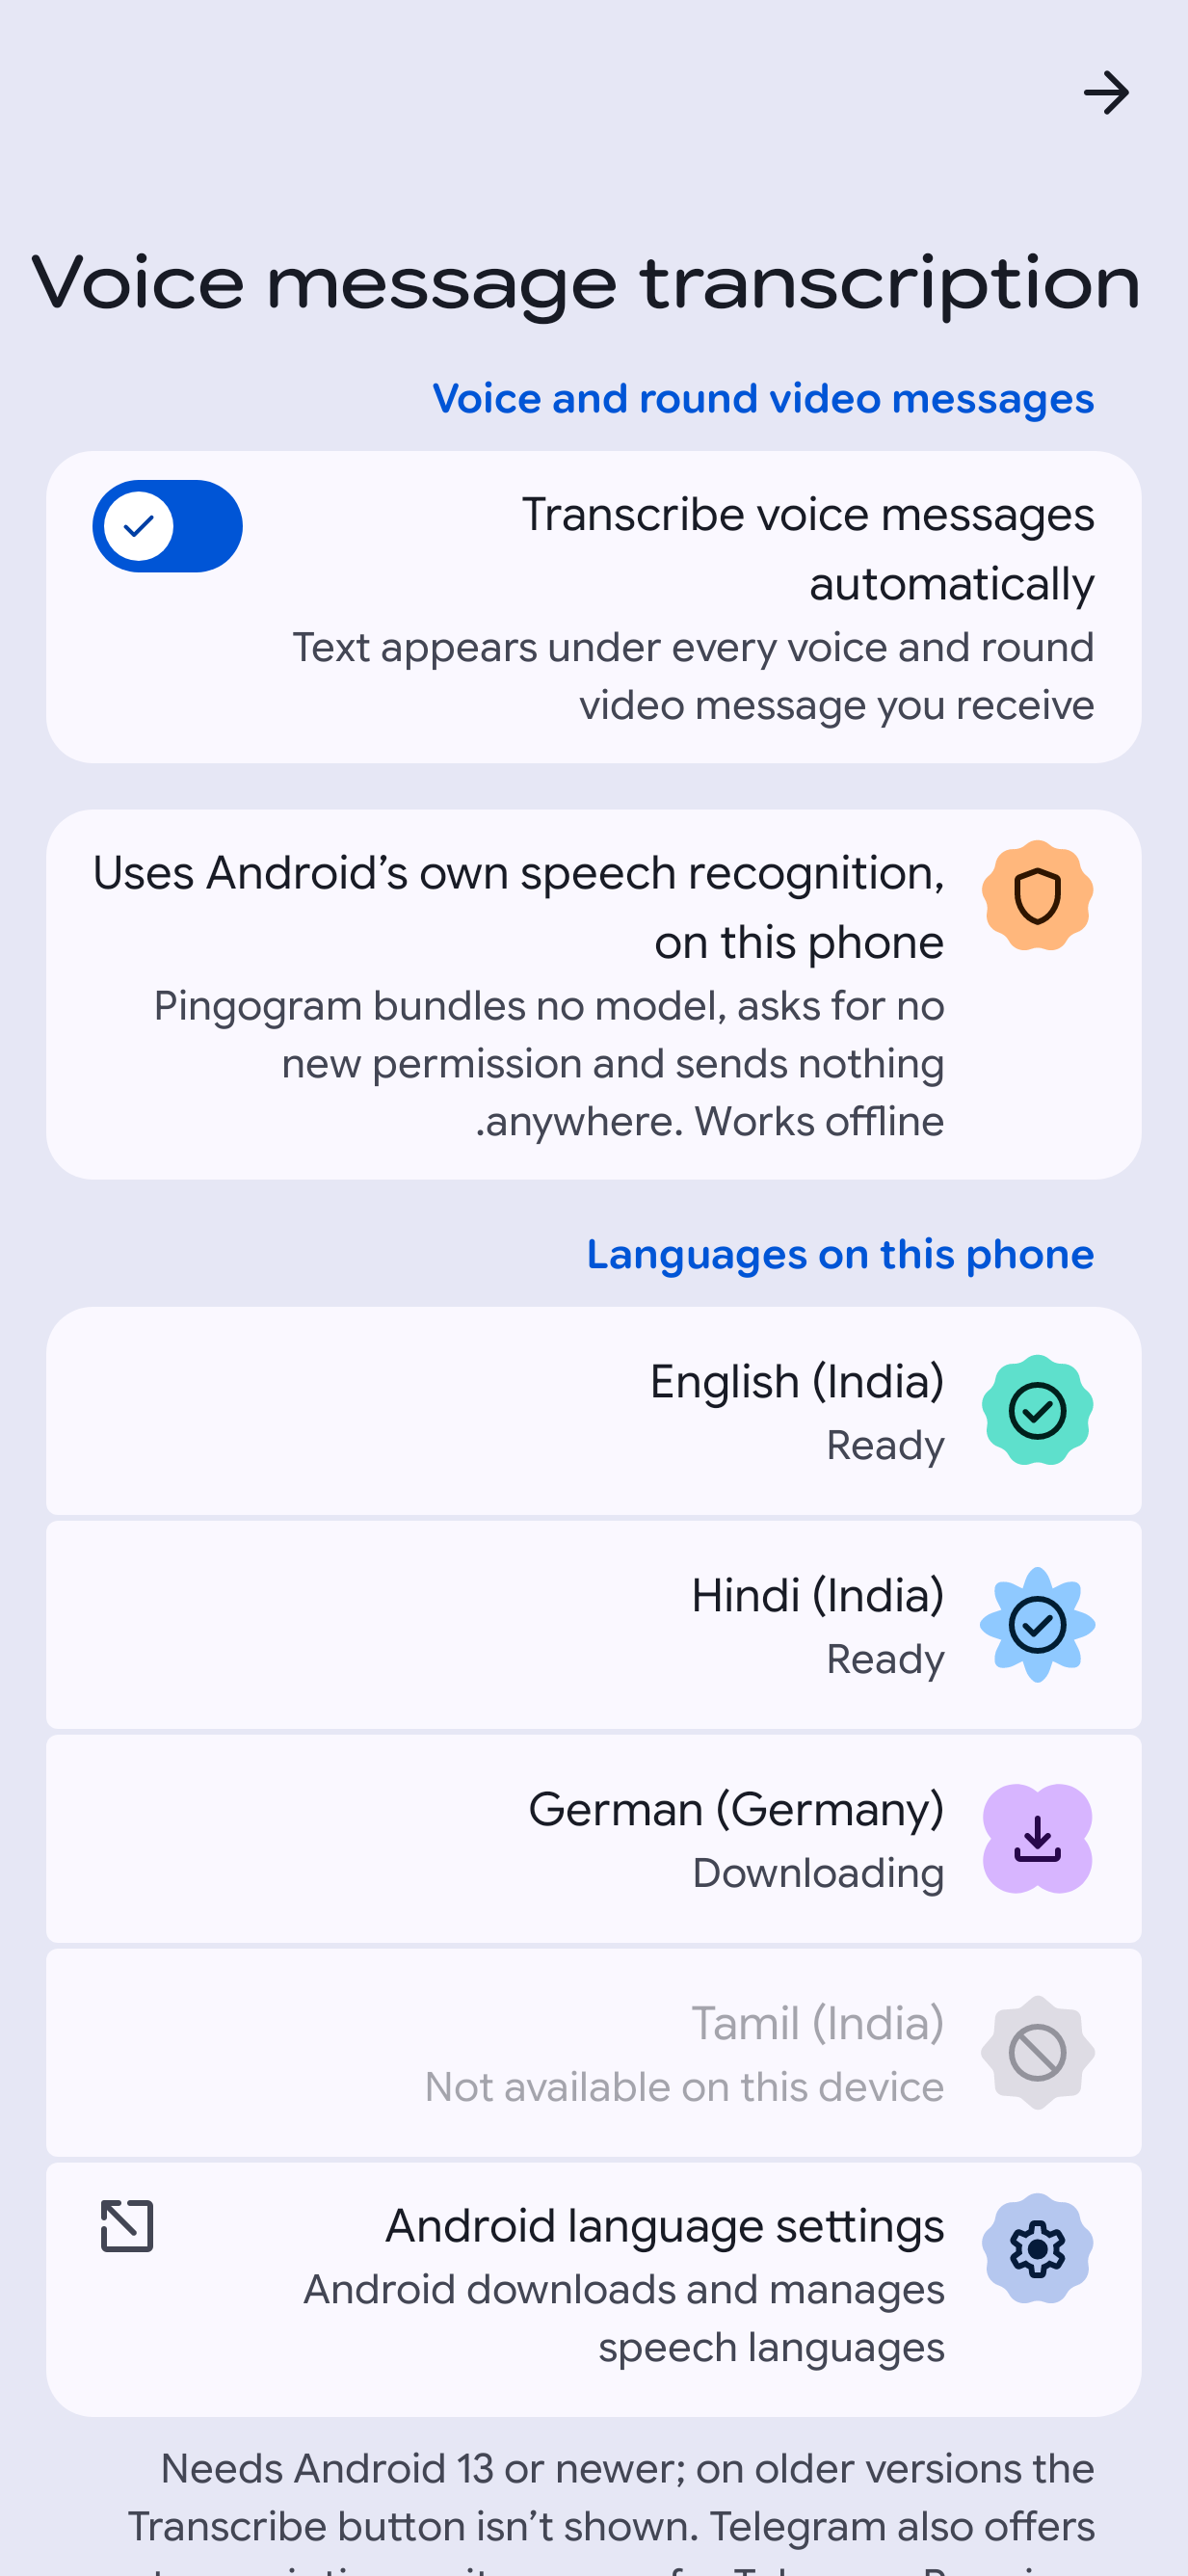 Voice message transcription
Voice and round video messages
Transcribe voice messages
automatically
Text appears under every voice and round
video message you receive
Uses Android’s own speech recognition,
on this phone
Pingogram bundles no model, asks for no
new permission and sends nothing
.anywhere. Works offline
Languages on this phone
English (India)
Ready
Hindi (India)
Ready
German (Germany)
Downloading
Tamil (India)
Not available on this device
Android language settings
Android downloads and manages
speech languages
Needs Android 13 or newer; on older versions the
Transcribe button isn’t shown. Telegram also offers